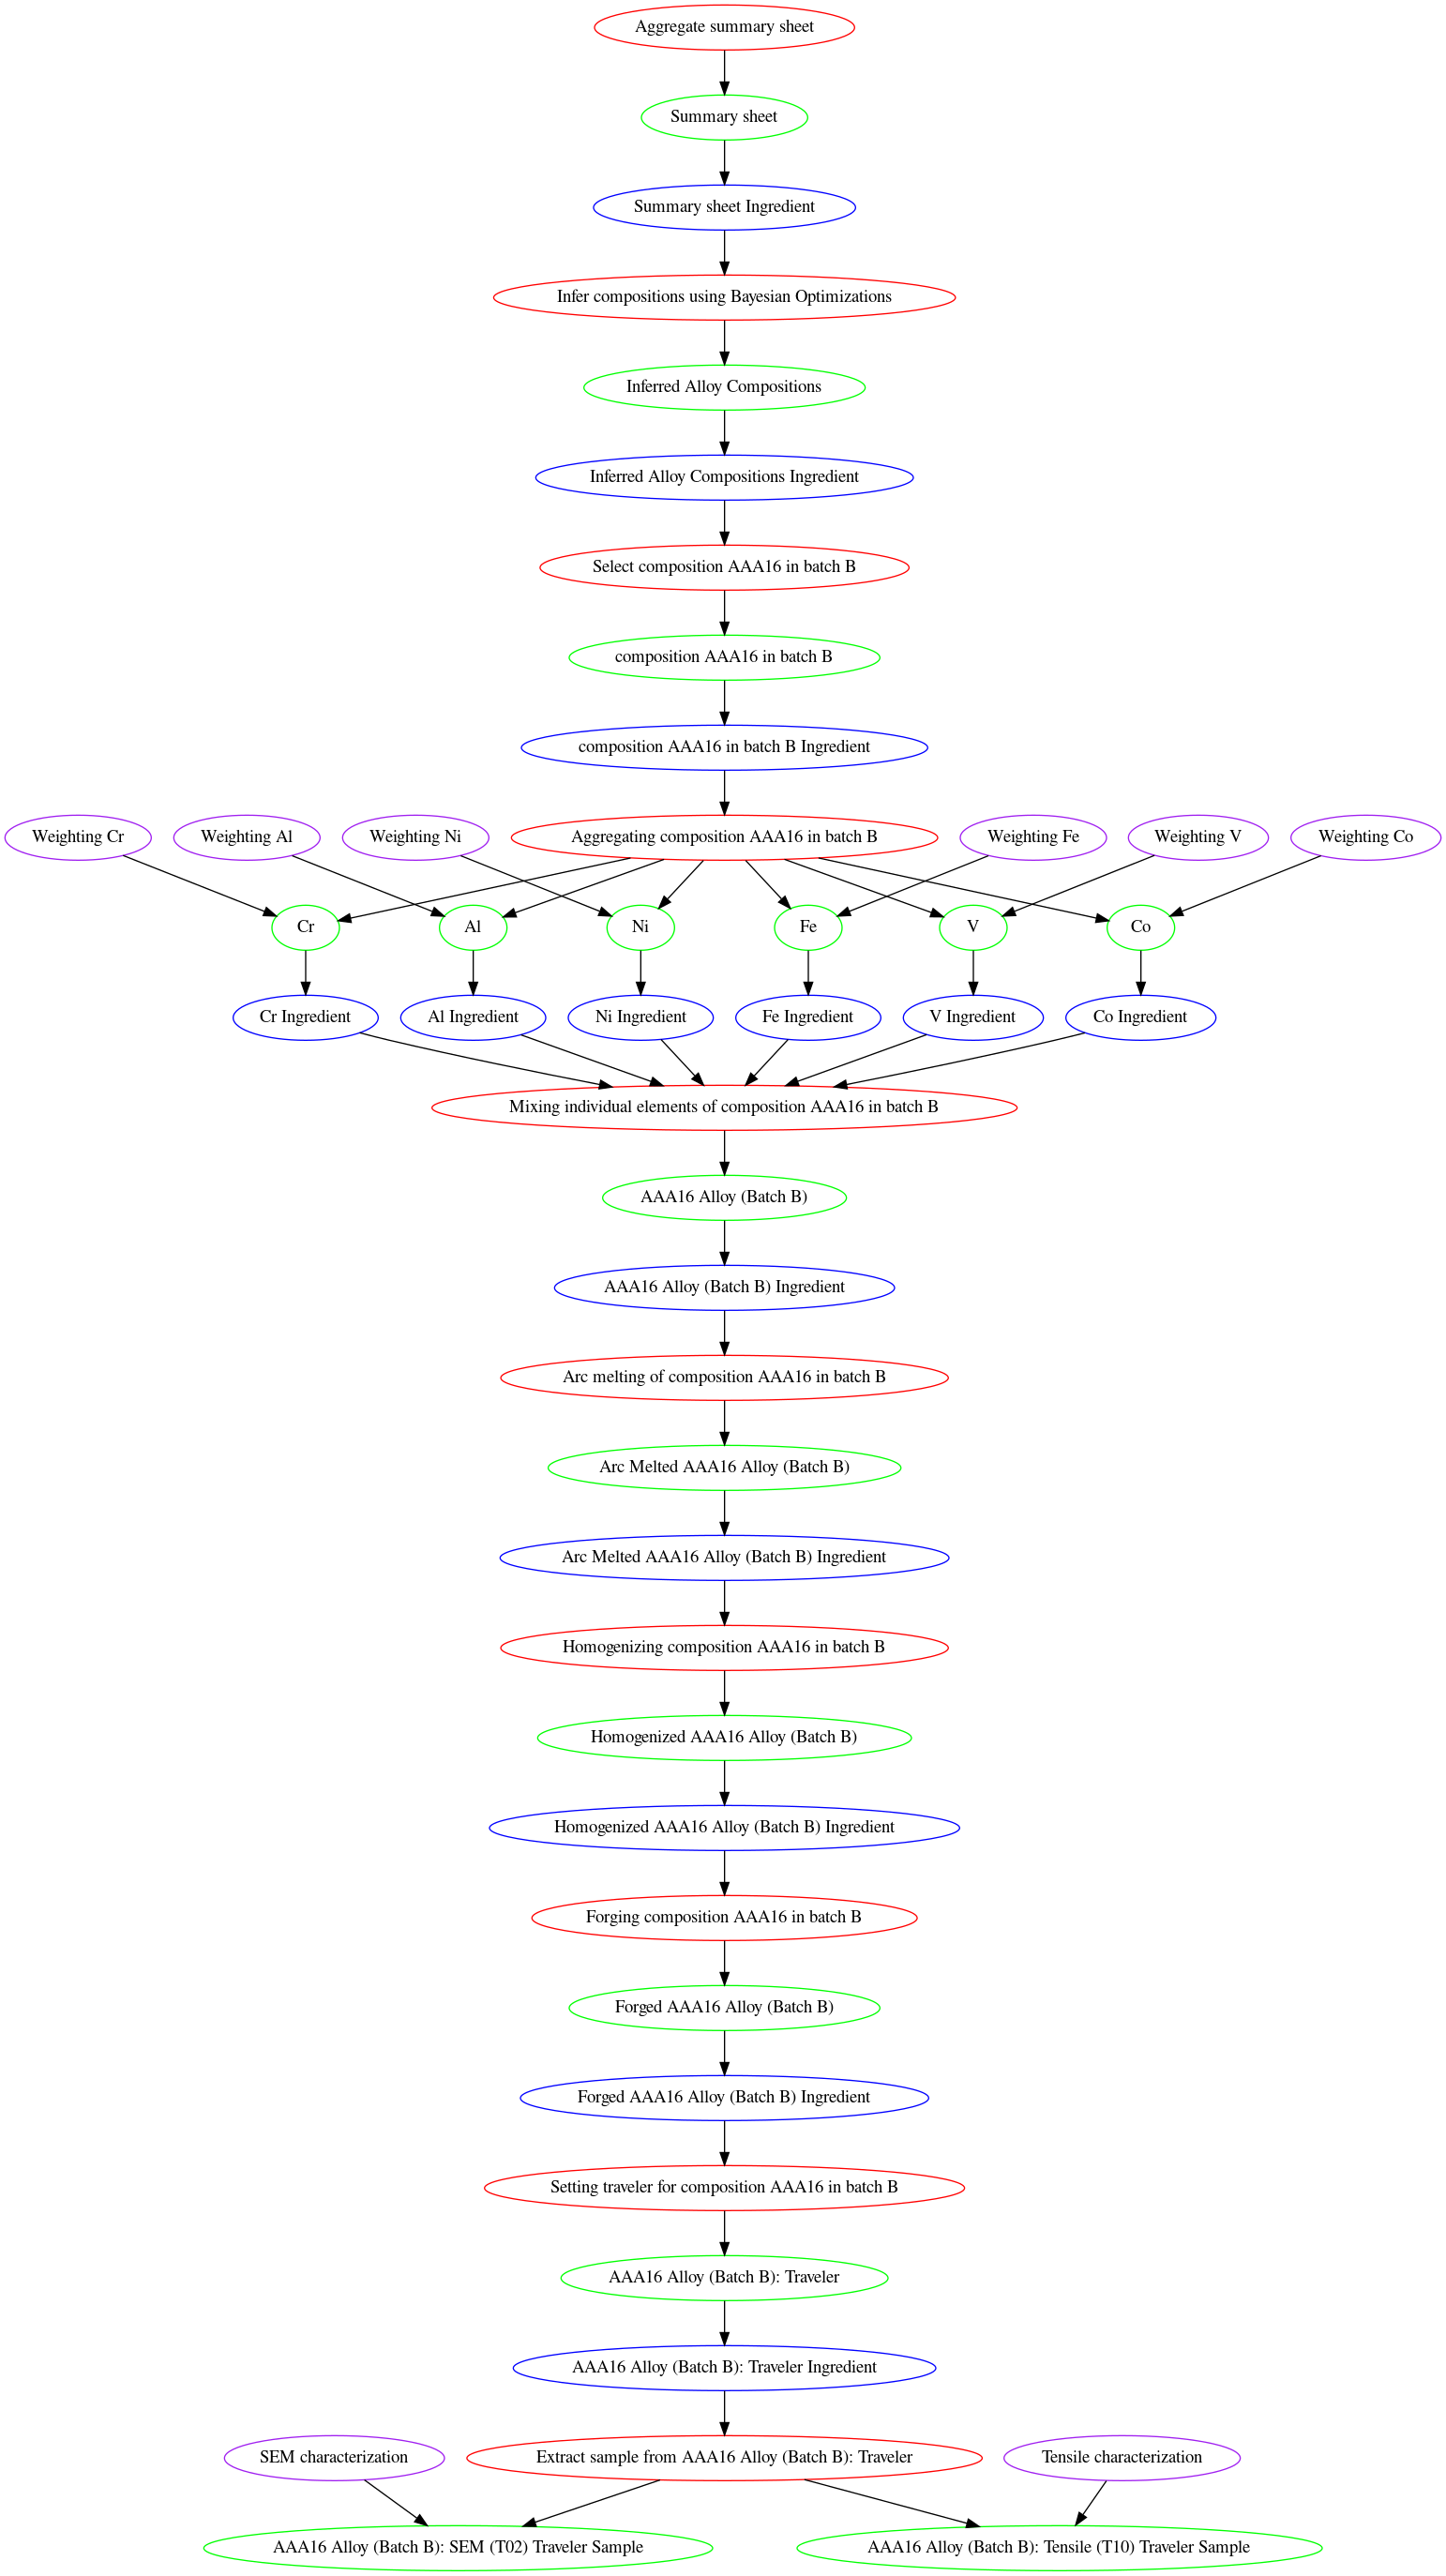 Aggregate summary sheet
Summary sheet
Summary sheet Ingredient
Infer compositions using Bayesian Optimizations
Inferred Alloy Compositions
Inferred Alloy Compositions Ingredient
Select composition AAA16 in batch B
composition AAA16 in batch B
composition AAA16 in batch B Ingredient
Weighting Cr
Weighting Al
Weighting Ni
Aggregating composition AAA16 in batch B
Weighting Fe
Weighting V
Weighting Co
Cr
Al
Ni
Fe
V
Co
Cr Ingredient
Al Ingredient
Ni Ingredient
Fe Ingredient
V Ingredient
Co Ingredient
Mixing individual elements of composition AAA16 in batch B
AAA16 Alloy (Batch B)
AAA16 Alloy (Batch B) Ingredient
Arc melting of composition AAA16 in batch B
Arc Melted AAA16 Alloy (Batch B)
Arc Melted AAA16 Alloy (Batch B) Ingredient
Homogenizing composition AAA16 in batch B
Homogenized AAA16 Alloy (Batch B)
Homogenized AAA16 Alloy (Batch B) Ingredient
Forging composition AAA16 in batch B
Forged AAA16 Alloy (Batch B)
Forged AAA16 Alloy (Batch B) Ingredient
Setting traveler for composition AAA16 in batch B
AAA16 Alloy (Batch B): Traveler
AAA16 Alloy (Batch B): Traveler Ingredient
SEM characterization
Extract sample from AAA16 Alloy (Batch B): Traveler
Tensile characterization
AAA16 Alloy (Batch B): SEM (T02) Traveler Sample
AAA16 Alloy (Batch B): Tensile (T10) Traveler Sample